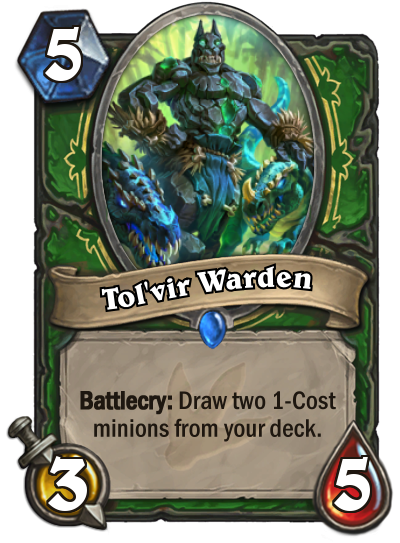 5
Tol'vir Warden
Battlecry: Draw two 1-Cost
minions from your deck.
3
5